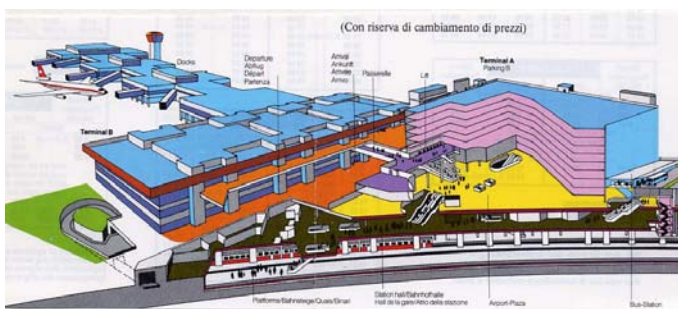 (Con riserva di cambiamento di prezzi)
Docks
Departure
Abflug
Départ
Partenza
Arrival
Ankunft
Arrivée
Arrivo
Passerelle
Lift
Terminal A
Parking B
Terminal B
Platforms/Bahnsteige/Quais/Binari
Station hall/Bahnhofhalle
Hall de la gare/Atrio della stazione
Airport-Plaza
Bus-Station